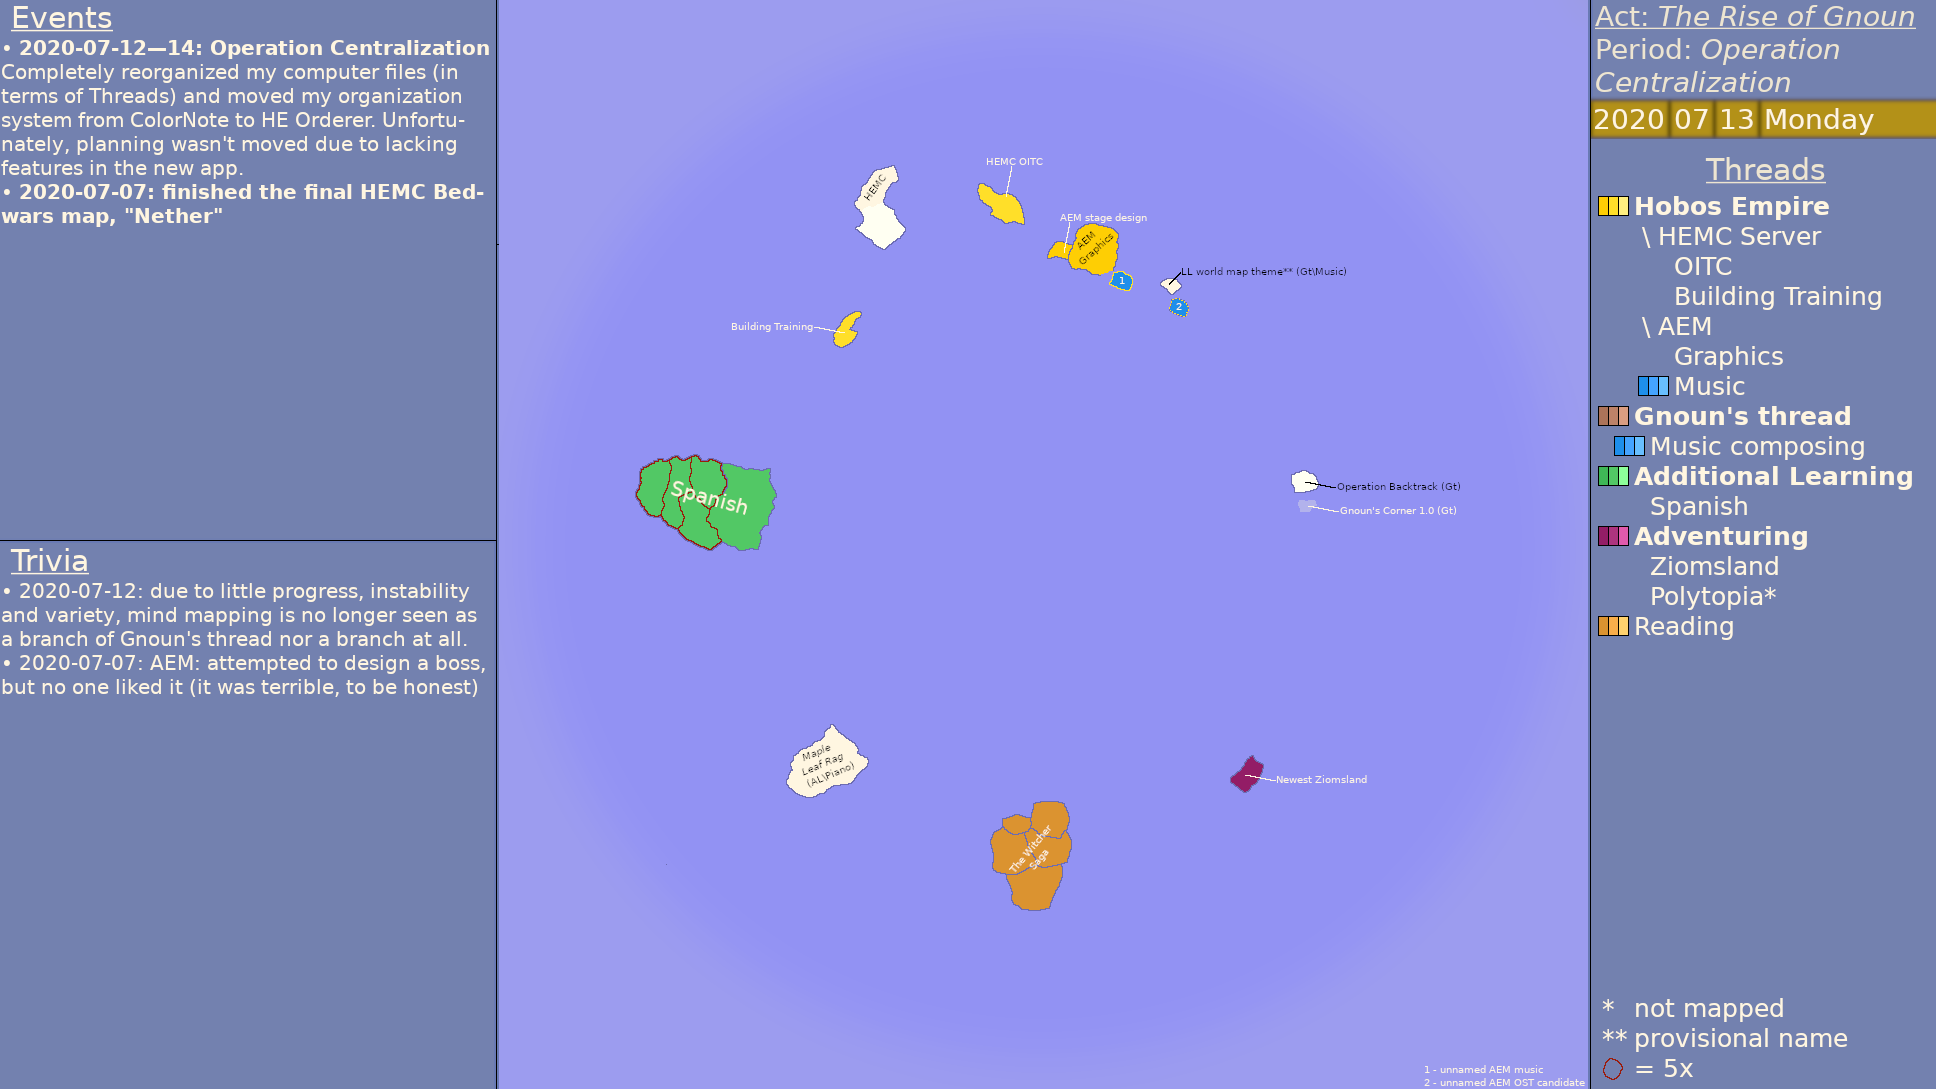 Events
• 2020-07-12—14: Operation Centralization
Completely reorganized my computer files (in
terms of Threads) and moved my organization
system from ColorNote to HE Orderer. Unfortu-
nately, planning wasn't moved due to lacking
features in the new app.
• 2020-07-07: finished the final HEMC Bed-
wars map, "Nether"
Trivia
• 2020-07-12: due to little progress, instability
and variety, mind mapping is no longer seen as
a branch of Gnoun's thread nor a branch at all.
• 2020-07-07: AEM: attempted to design a boss,
but no one liked it (it was terrible, to be honest)
HEMC
HEMC OITC
AEM stage design
AEM
Graphics
1
LL world map theme** (Gt\Music)
2
Building Training
Spanish
Operation Backtrack (Gt)
Gnoun's Corner 1.0 (Gt)
Maple
Leaf Rag
(AL\Piano)
Newest Ziomsland
The Witcher
Saga
1 - unnamed AEM music
2 - unnamed AEM OST candidate
Act: The Rise of Gnoun
Period: Operation
Centralization
2020 07 13 Monday
Threads
Hobos Empire
\ HEMC Server
OITC
Building Training
\ AEM
Graphics
Music
Gnoun's thread
Music composing
Additional Learning
Spanish
Adventuring
Ziomsland
Polytopia*
Reading
* not mapped
** provisional name
= 5x